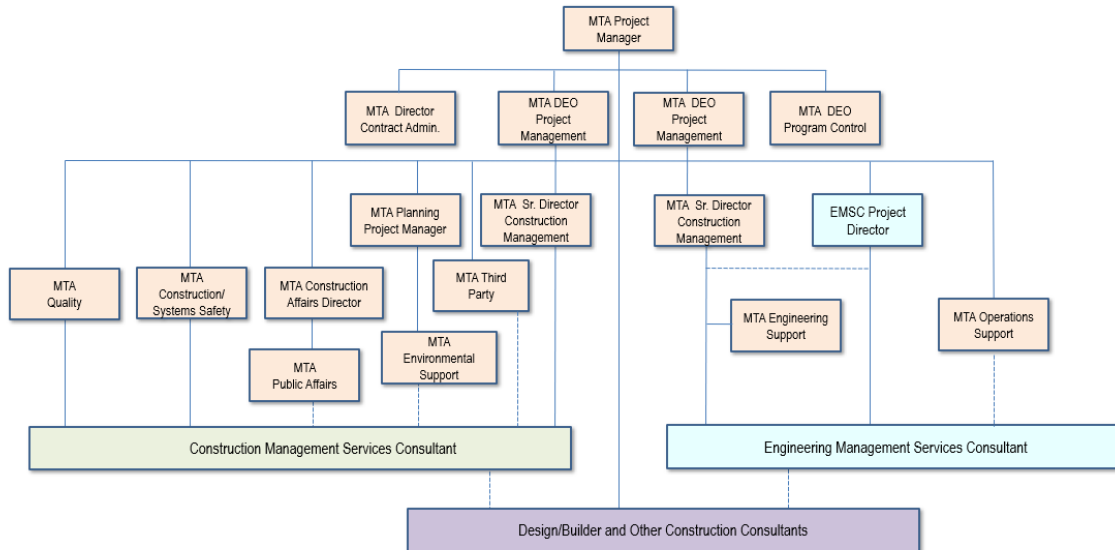 MTA Project
Manager
MTA Director
Contract Admin.
MTA DEO
Project
Management
MTA DEO
Project
Management
MTA DEO
Program Control
MTA Planning
Project Manager
MTA Sr. Director
Construction
Management
MTA Sr. Director
Construction
Management
EMSC Project
Director
MTA
Quality
MTA
Construction/
Systems Safety
MTA Construction
Affairs Director
MTA Third
Party
MTA Engineering
Support
MTA Operations
Support
MTA
Public Affairs
MTA
Environmental
Support
Construction Management Services Consultant
Engineering Management Services Consultant
Design/Builder and Other Construction Consultants